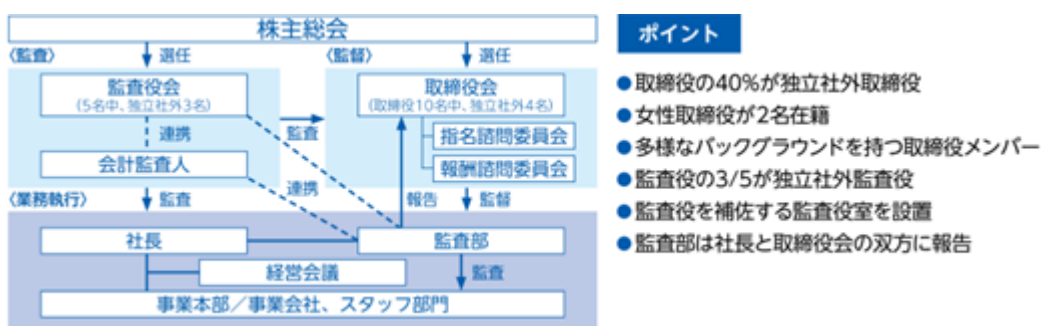 株主総会
〈監査〉
選任
〈監督〉
選任
監査役会
(5名中、独立社外3名)
取締役会
(取締役10名中、独立社外4名)
連携
監査
指名諮問委員会
会計監査人
報酬諮問委員会
連携
〈業務執行〉
監査
報告
監督
社長
監査部
経営会議
監査
事業本部/事業会社、スタッフ部門
ポイント
●取締役の40%が独立社外取締役
●女性取締役が2名在籍
●多様なバックグラウンドを持つ取締役メンバー
●監査役の3/5が独立社外監査役
●監査役を補佐する監査役室を設置
●監査部は社長と取締役会の双方に報告